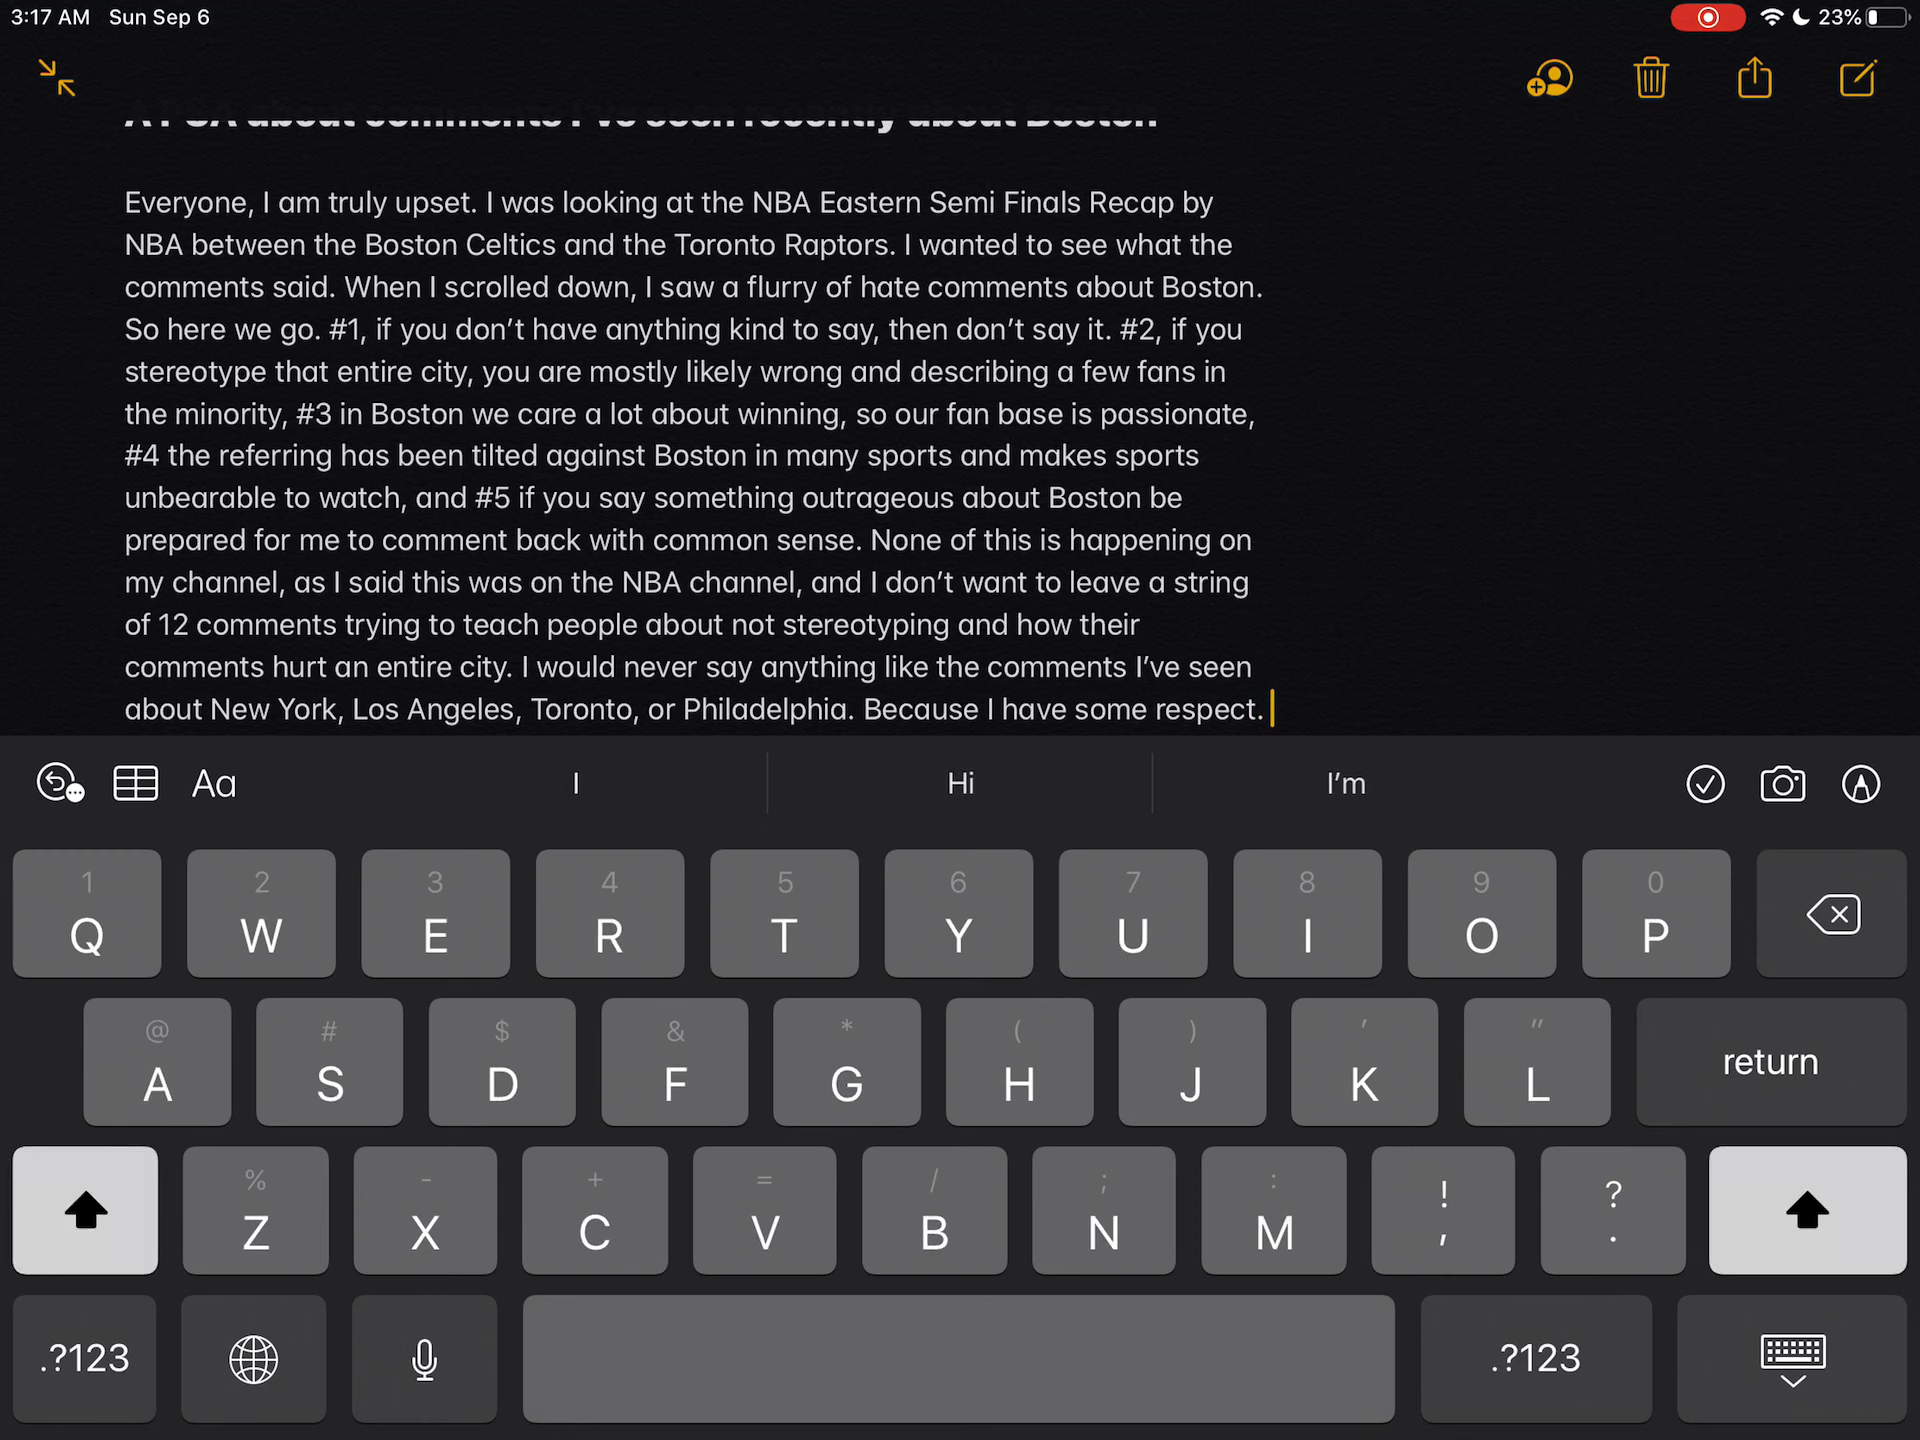 3:17 AM Sun Sep 6
23%
A PSA about comments I've seen recently about Boston
Everyone, I am truly upset. I was looking at the NBA Eastern Semi Finals Recap by
NBA between the Boston Celtics and the Toronto Raptors. I wanted to see what the
comments said. When I scrolled down, I saw a flurry of hate comments about Boston.
So here we go. #1, if you don't have anything kind to say, then don't say it. #2, if you
stereotype that entire city, you are mostly likely wrong and describing a few fans in
the minority, #3 in Boston we care a lot about winning, so our fan base is passionate,
#4 the referring has been tilted against Boston in many sports and makes sports
unbearable to watch, and #5 if you say something outrageous about Boston be
prepared for me to comment back with common sense. None of this is happening on
my channel, as I said this was on the NBA channel, and I don't want to leave a string
of 12 comments trying to teach people about not stereotyping and how their
comments hurt an entire city. I would never say anything like the comments I've seen
about New York, Los Angeles, Toronto, or Philadelphia. Because I have some respect.
Aa I Hi I'm
1 2 3 4 5 6 7 8 9 0
Q W E R T Y U I O P
@ # $ & * ( ) ' "
A S D F G H J K L return
% - + = / ; : ! ?
Z X C V B N M , .
.?123 .?123